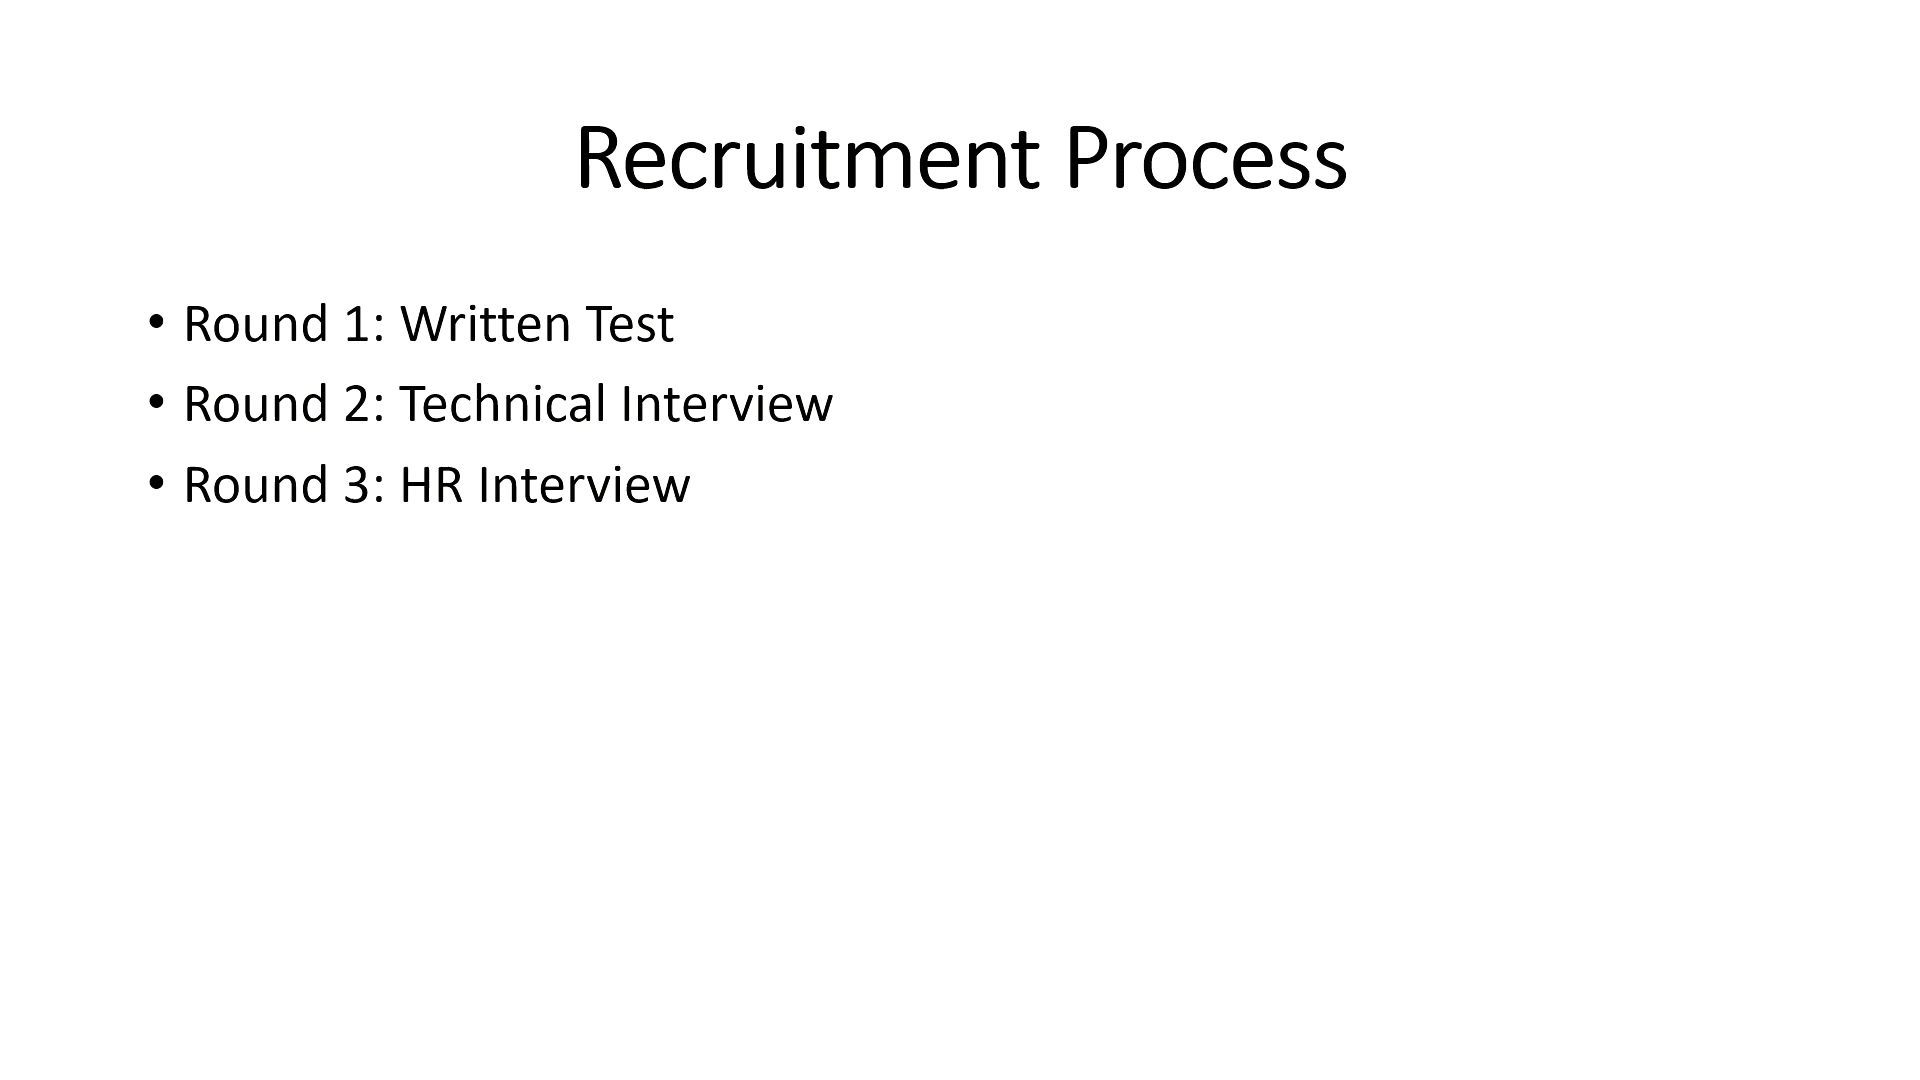 Recruitment Process
• Round 1: Written Test
• Round 2: Technical Interview
• Round 3: HR Interview